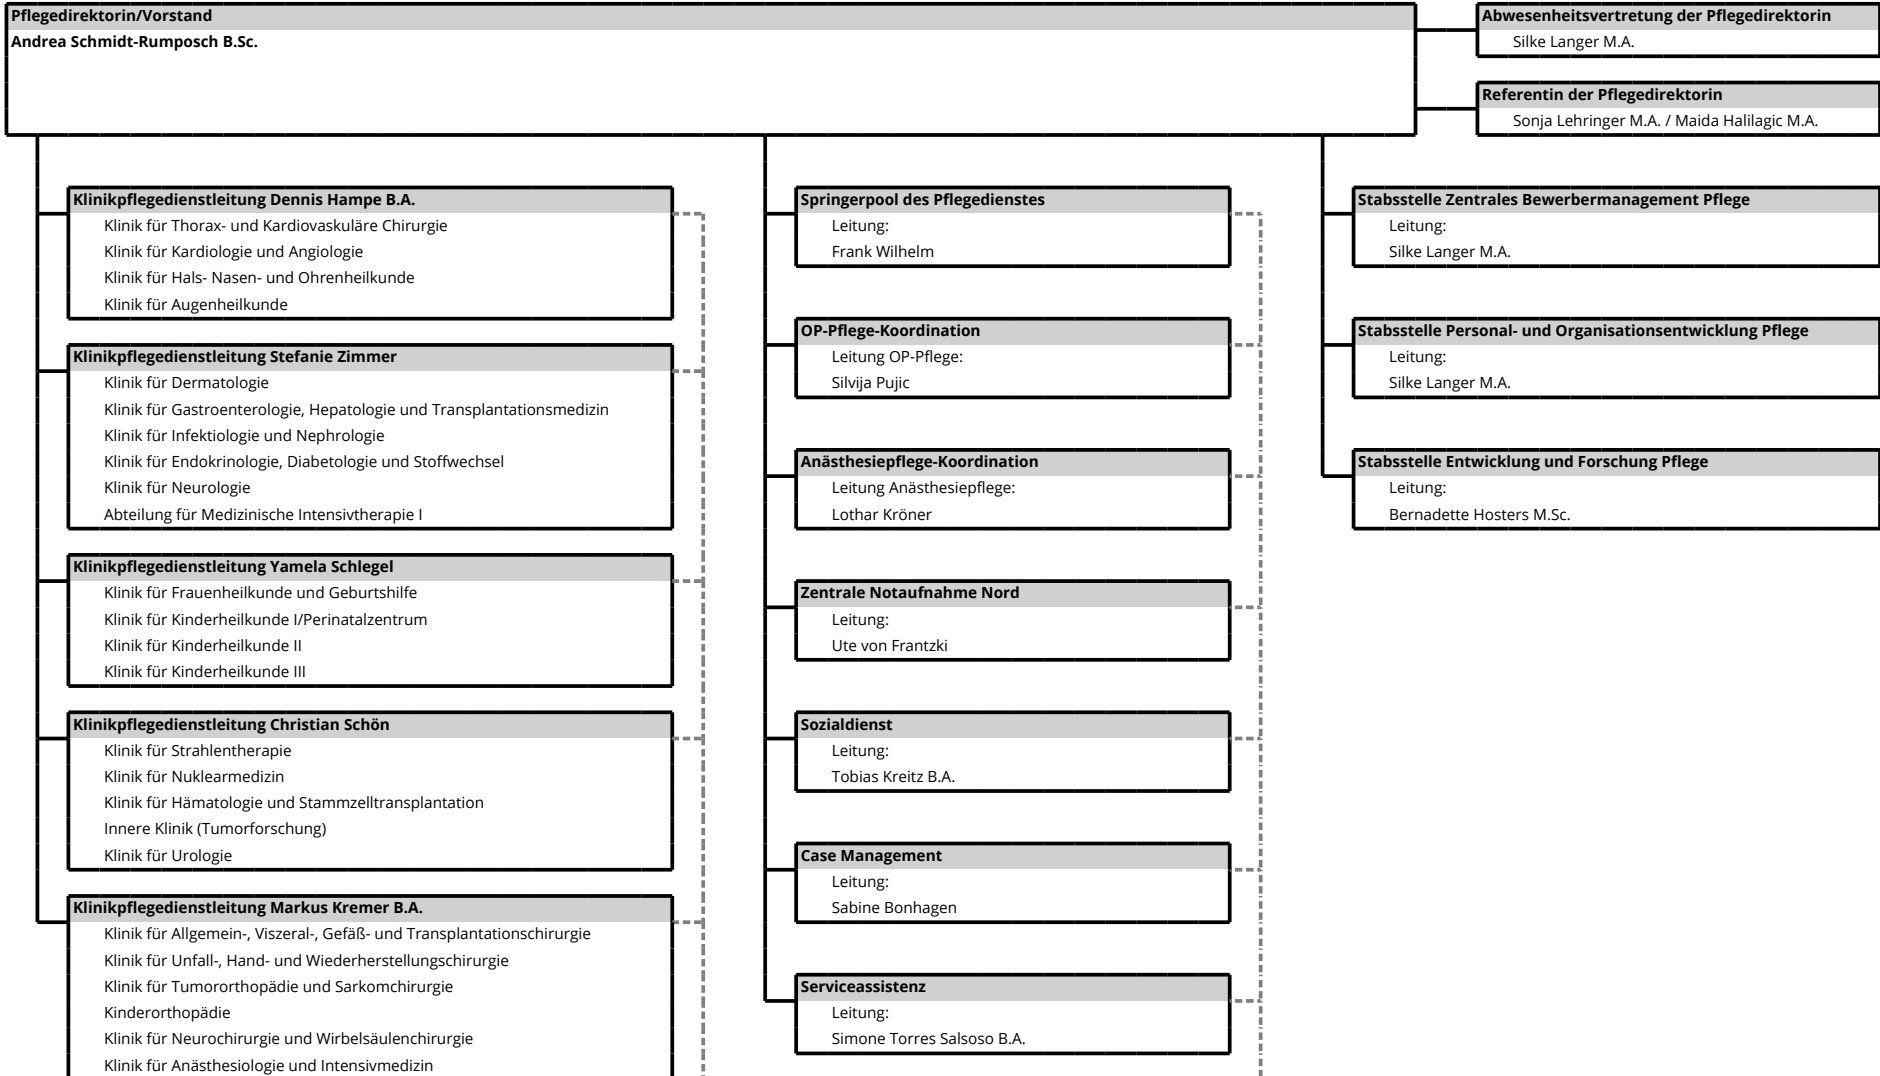 Pflegedirektorin/Vorstand
Andrea Schmidt-Rumposch B.Sc.
Abwesenheitsvertretung der Pflegedirektorin
Silke Langer M.A.
Referentin der Pflegedirektorin
Sonja Lehringer M.A. / Maida Halilagic M.A.
Klinikpflegedienstleitung Dennis Hampe B.A.
Klinik für Thorax- und Kardiovaskuläre Chirurgie
Klinik für Kardiologie und Angiologie
Klinik für Hals- Nasen- und Ohrenheilkunde
Klinik für Augenheilkunde
Klinikpflegedienstleitung Stefanie Zimmer
Klinik für Dermatologie
Klinik für Gastroenterologie, Hepatologie und Transplantationsmedizin
Klinik für Infektiologie und Nephrologie
Klinik für Endokrinologie, Diabetologie und Stoffwechsel
Klinik für Neurologie
Abteilung für Medizinische Intensivtherapie I
Klinikpflegedienstleitung Yamela Schlegel
Klinik für Frauenheilkunde und Geburtshilfe
Klinik für Kinderheilkunde I/Perinatalzentrum
Klinik für Kinderheilkunde II
Klinik für Kinderheilkunde III
Klinikpflegedienstleitung Christian Schön
Klinik für Strahlentherapie
Klinik für Nuklearmedizin
Klinik für Hämatologie und Stammzelltransplantation
Innere Klinik (Tumorforschung)
Klinik für Urologie
Klinikpflegedienstleitung Markus Kremer B.A.
Klinik für Allgemein-, Viszeral-, Gefäß- und Transplantationschirurgie
Klinik für Unfall-, Hand- und Wiederherstellungschirurgie
Klinik für Tumororthopädie und Sarkomchirurgie
Kinderorthopädie
Klinik für Neurochirurgie und Wirbelsäulenchirurgie
Klinik für Anästhesiologie und Intensivmedizin
Springerpool des Pflegedienstes
Leitung:
Frank Wilhelm
OP-Pflege-Koordination
Leitung OP-Pflege:
Silvija Pujic
Anästhesiepflege-Koordination
Leitung Anästhesiepflege:
Lothar Kröner
Zentrale Notaufnahme Nord
Leitung:
Ute von Frantzki
Sozialdienst
Leitung:
Tobias Kreitz B.A.
Case Management
Leitung:
Sabine Bonhagen
Serviceassistenz
Leitung:
Simone Torres Salsoso B.A.
Stabsstelle Zentrales Bewerbermanagement Pflege
Leitung:
Silke Langer M.A.
Stabsstelle Personal- und Organisationsentwicklung Pflege
Leitung:
Silke Langer M.A.
Stabsstelle Entwicklung und Forschung Pflege
Leitung:
Bernadette Hosters M.Sc.